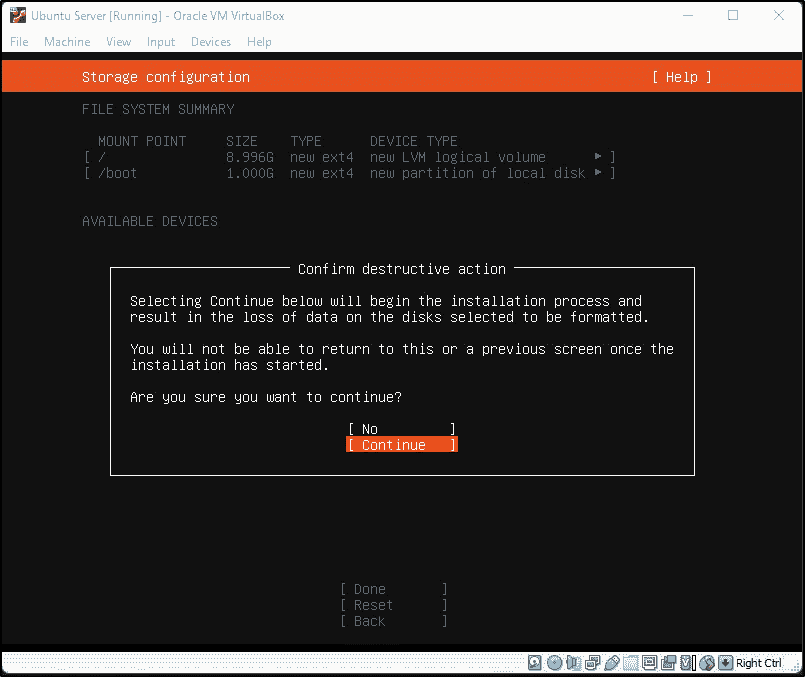 Ubuntu Server [Running] - Oracle VM VirtualBox
File Machine View Input Devices Help
Storage configuration [ Help ]
FILE SYSTEM SUMMARY
MOUNT POINT SIZE TYPE DEVICE TYPE
[ / 8.996G new ext4 new LVM logical volume ▸ ]
[ /boot 1.000G new ext4 new partition of local disk ▸ ]
AVAILABLE DEVICES
Confirm destructive action
Selecting Continue below will begin the installation process and
result in the loss of data on the disks selected to be formatted.
You will not be able to return to this or a previous screen once the
installation has started.
Are you sure you want to continue?
[ No ]
[ Continue ]
[ Done ]
[ Reset ]
[ Back ]
Right Ctrl